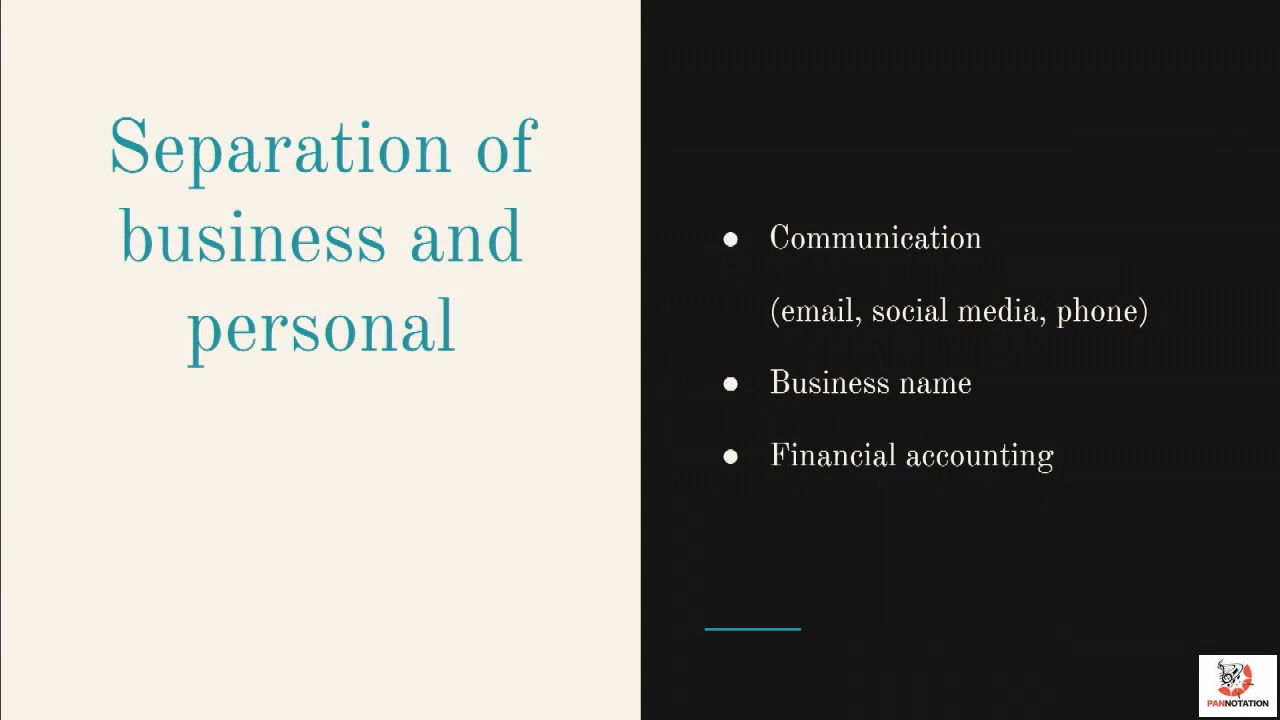 Separation of
business and
personal
● Communication
(email, social media, phone)
● Business name
● Financial accounting
PANNOTATION